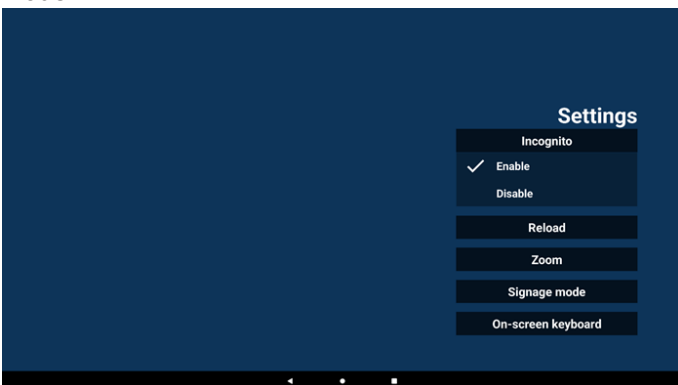 Settings
Incognito
Enable
Disable
Reload
Zoom
Signage mode
On-screen keyboard